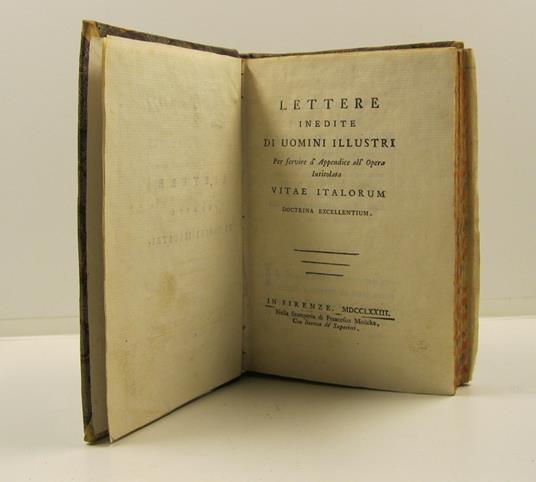 LETTERE
INEDITE
DI UOMINI ILLUSTRI
Per servire d' Appendice all' Opera
Intitolata
VITAE ITALORUM
DOCTRINA EXCELLENTIUM.
IN FIRENZE. MDCCLXXIII.
Nella Stamperia di Francesco Moücke.
Con licenza de' Superiori.